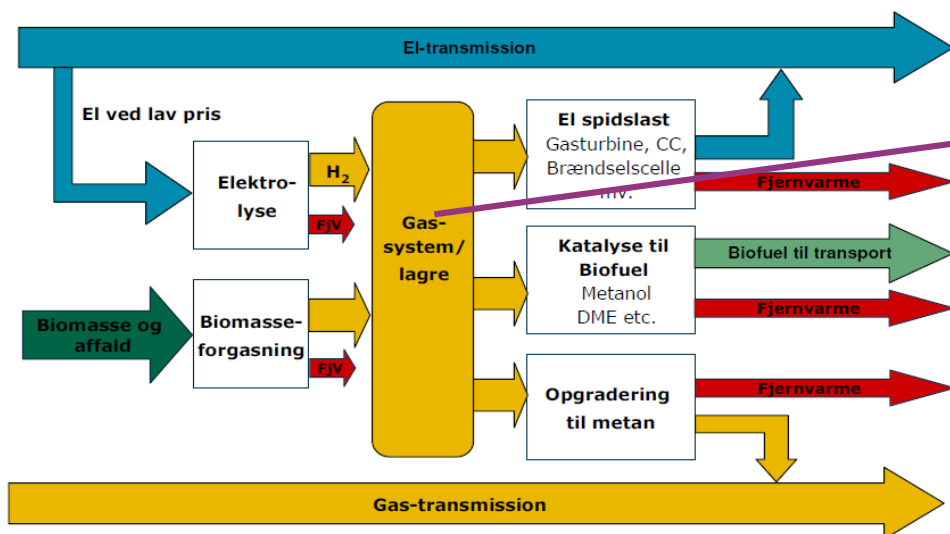 El-transmission
El ved lav pris
Elektro-
lyse
H₂
FjV
Biomasse og
affald
Biomasse-
forgasning
FjV
Gas-
system/
lagre
El spidslast
Gasturbine, CC,
Brændselscelle
mv.
Fjernvarme
Katalyse til
Biofuel
Metanol
DME etc.
Biofuel til transport
Fjernvarme
Opgradering
til metan
Fjernvarme
Gas-transmission